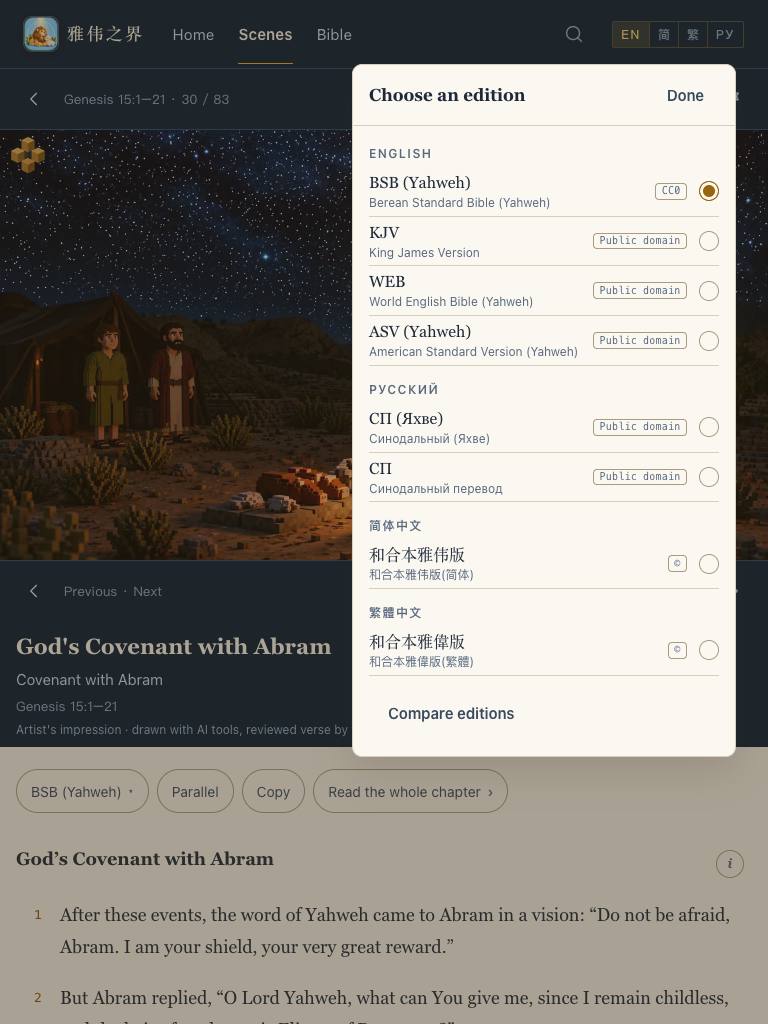 雅伟之界 Home Scenes Bible EN 简 繁 РУ
Genesis 15:1–21 · 30 / 83
Choose an edition Done
ENGLISH
BSB (Yahweh) CC0
Berean Standard Bible (Yahweh)
KJV Public domain
King James Version
WEB Public domain
World English Bible (Yahweh)
ASV (Yahweh) Public domain
American Standard Version (Yahweh)
РУССКИЙ
СП (Яхве) Public domain
Синодальный (Яхве)
СП Public domain
Синодальный перевод
简体中文
和合本雅伟版 ©
和合本雅伟版(简体)
繁體中文
和合本雅偉版 ©
和合本雅偉版(繁體)
Compare editions
Previous · Next
God's Covenant with Abram
Covenant with Abram
Genesis 15:1–21
Artist's impression · drawn with AI tools, reviewed verse by
BSB (Yahweh) Parallel Copy Read the whole chapter ›
God’s Covenant with Abram i
1 After these events, the word of Yahweh came to Abram in a vision: “Do not be afraid,
Abram. I am your shield, your very great reward.”
2 But Abram replied, “O Lord Yahweh, what can You give me, since I remain childless,